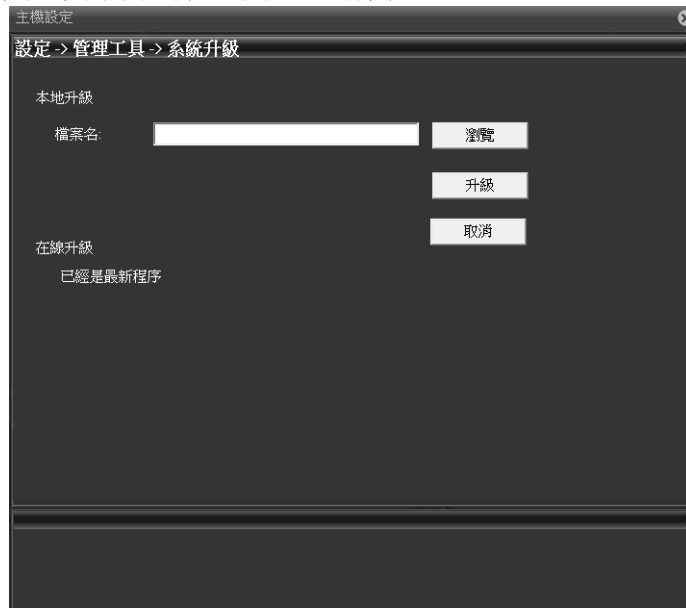 主機設定
設定 -> 管理工具 -> 系統升級
本地升級
檔案名:
瀏覽
升級
取消
在線升級
已經是最新程序